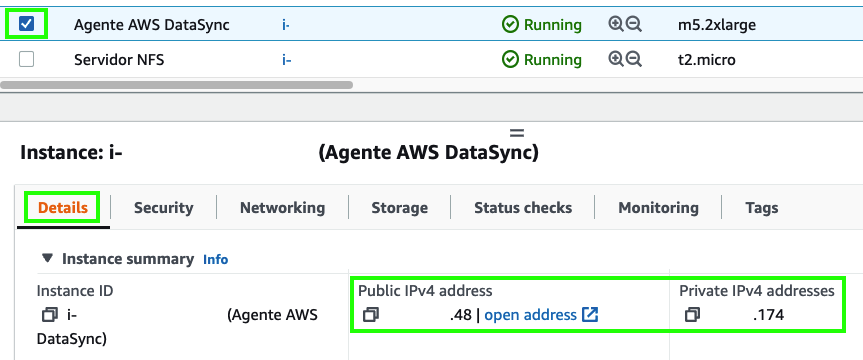 Agente AWS DataSync i- Running m5.2xlarge
Servidor NFS i- Running t2.micro
Instance: i- (Agente AWS DataSync)
Details Security Networking Storage Status checks Monitoring Tags
Instance summary Info
Instance ID Public IPv4 address Private IPv4 addresses
i- (Agente AWS .48 | open address .174
DataSync)